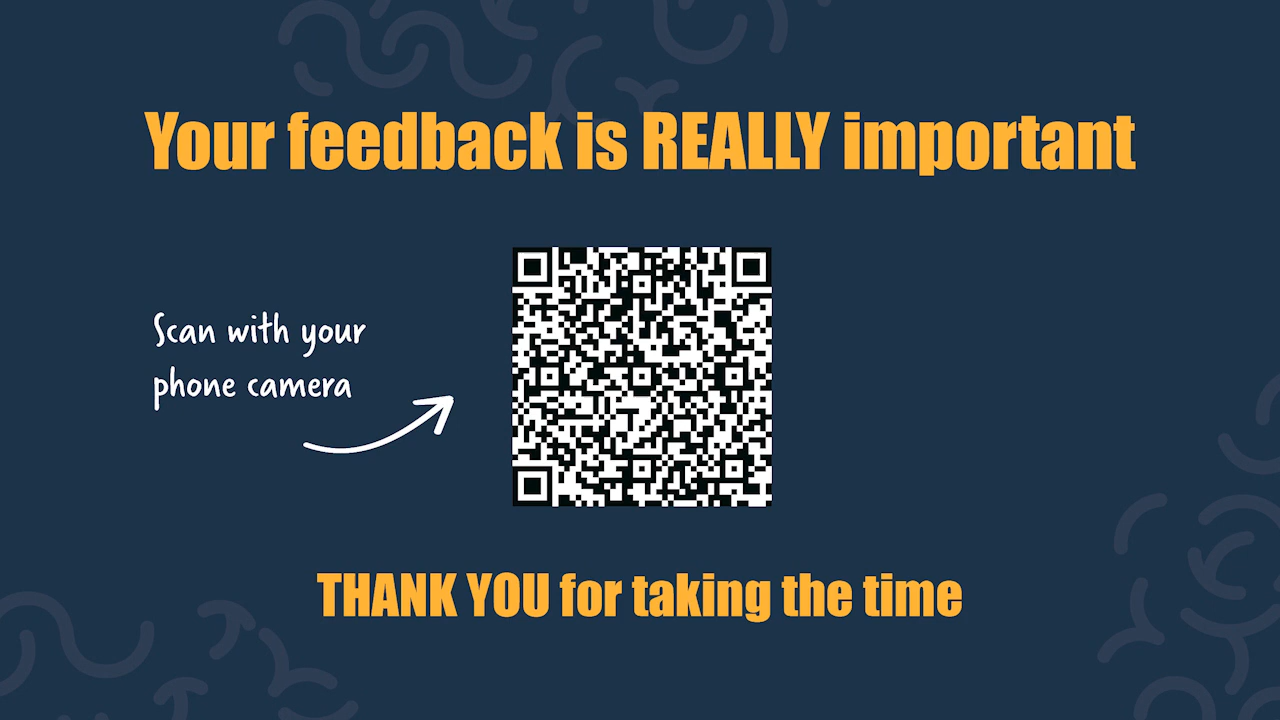 Your feedback is REALLY important
Scan with your
phone camera
THANK YOU for taking the time